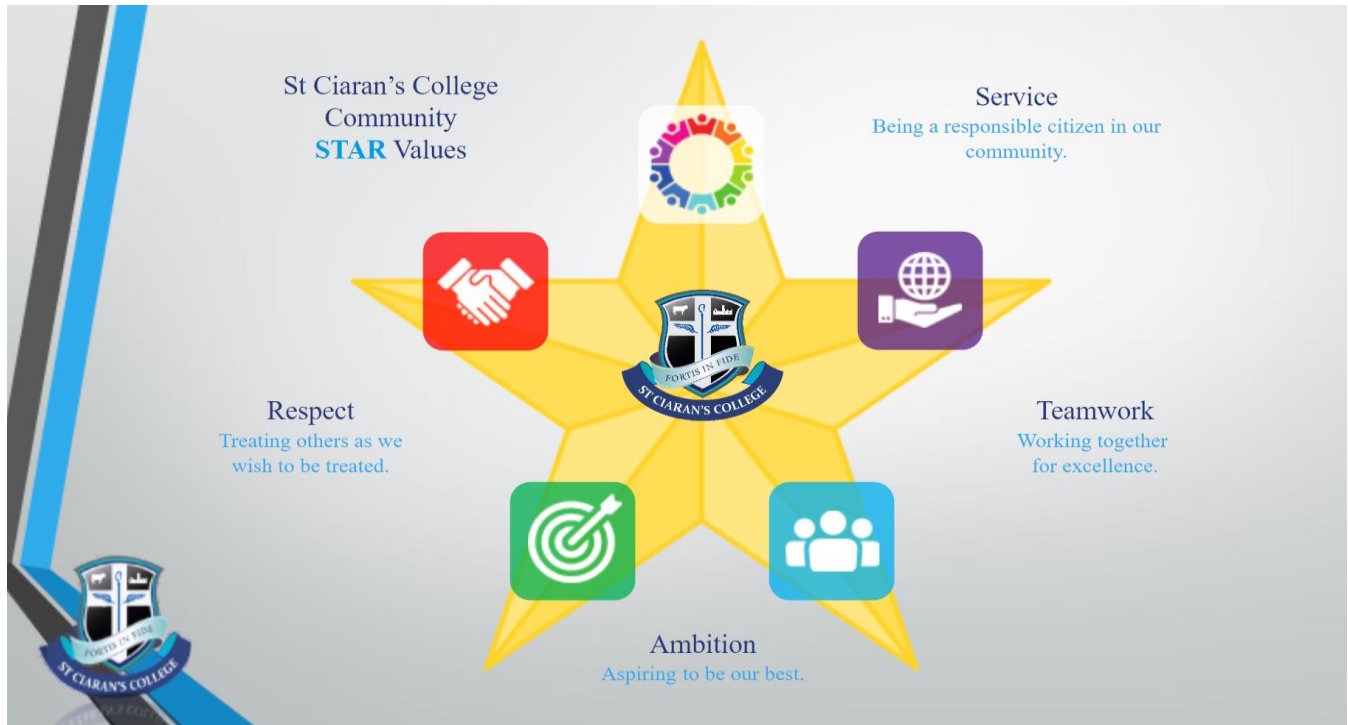 St Ciaran's College
Community
STAR Values
Service
Being a responsible citizen in our
community.
Respect
Treating others as we
wish to be treated.
Teamwork
Working together
for excellence.
Ambition
Aspiring to be our best.
FORTIS IN FIDE
ST CIARAN'S COLLEGE
FORTIS IN FIDE
ST CIARAN'S COLLEGE